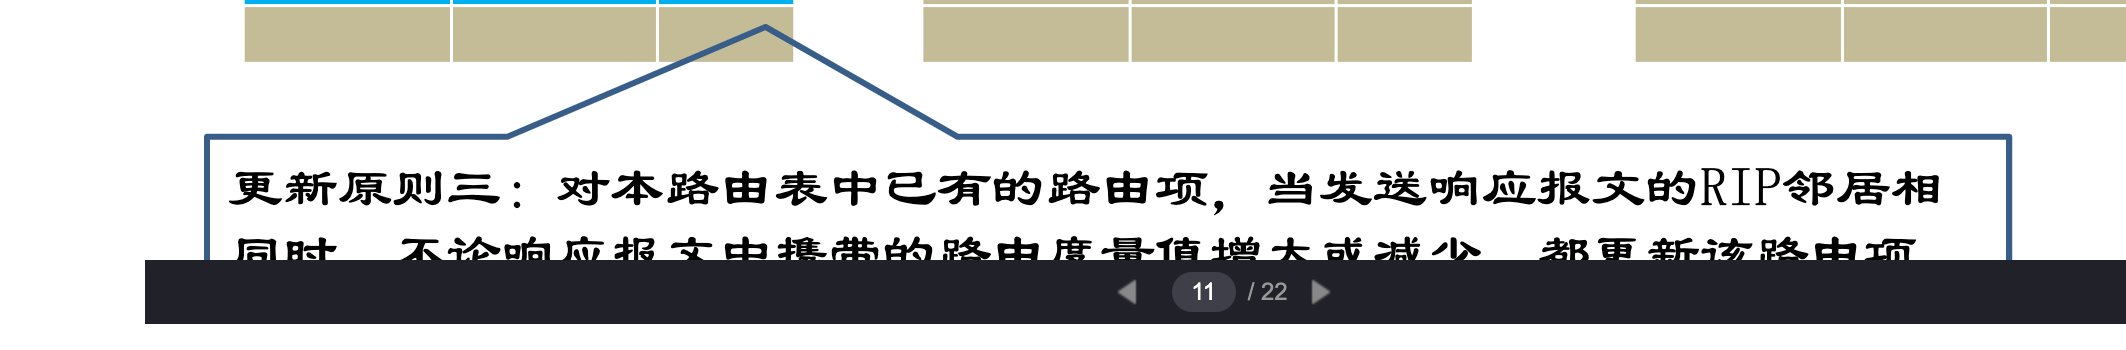 更新原则三：对本路由表中已有的路由项，当发送响应报文的RIP邻居相
同时，不论响应报文中携带的路由度量值增大或减少，都更新该路由项
11 / 22